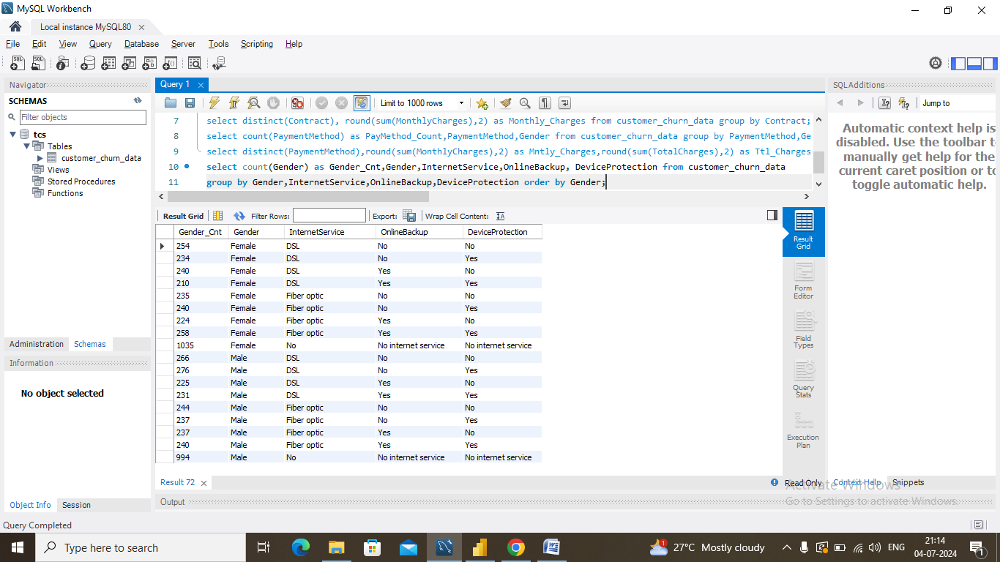 MySQL Workbench
Local instance MySQL80
File Edit View Query Database Server Tools Scripting Help
Navigator
SCHEMAS
Filter objects
tcs
Tables
customer_churn_data
Views
Stored Procedures
Functions
Administration Schemas
Information
No object selected
Object Info Session
Query 1
Limit to 1000 rows
7 select distinct(Contract), round(sum(MonthlyCharges),2) as Monthly_Charges from customer_churn_data group by Contract;
8 select count(PaymentMethod) as PayMethod_Count,PaymentMethod,Gender from customer_churn_data group by PaymentMethod,Ge
9 select distinct(PaymentMethod),round(sum(MonthlyCharges),2) as Mntly_Charges,round(sum(TotalCharges),2) as Ttl_Charges
10 select count(Gender) as Gender_Cnt,Gender,InternetService,OnlineBackup, DeviceProtection from customer_churn_data
11 group by Gender,InternetService,OnlineBackup,DeviceProtection order by Gender;
Result Grid Filter Rows: Export: Wrap Cell Content:
Gender_Cnt Gender InternetService OnlineBackup DeviceProtection
254 Female DSL No No
234 Female DSL No Yes
240 Female DSL Yes No
210 Female DSL Yes Yes
235 Female Fiber optic No No
240 Female Fiber optic No Yes
224 Female Fiber optic Yes No
258 Female Fiber optic Yes Yes
1035 Female No No internet service No internet service
266 Male DSL No No
276 Male DSL No Yes
225 Male DSL Yes No
231 Male DSL Yes Yes
244 Male Fiber optic No No
237 Male Fiber optic No Yes
237 Male Fiber optic Yes No
240 Male Fiber optic Yes Yes
994 Male No No internet service No internet service
Result 72
Read Only
Output
Result
Grid
Form
Editor
Field
Types
Query
Stats
Execution
Plan
SQLAdditions
Jump to
Automatic context help is
disabled. Use the toolbar t
manually get help for the
current caret position or to
toggle automatic help.
Context Help Snippets
Activate Windows
Go to Settings to activate Windows.
Query Completed
Type here to search
1
27°C Mostly cloudy
ENG
21:14
04-07-2024
1